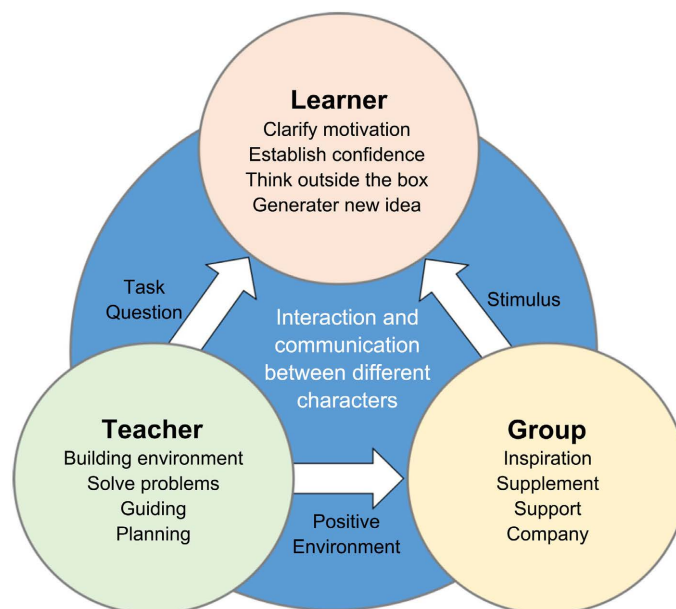 Learner
Clarify motivation
Establish confidence
Think outside the box
Generater new idea
Task
Question
Stimulus
Interaction and
communication
between different
characters
Teacher
Building environment
Solve problems
Guiding
Planning
Group
Inspiration
Supplement
Support
Company
Positive
Environment